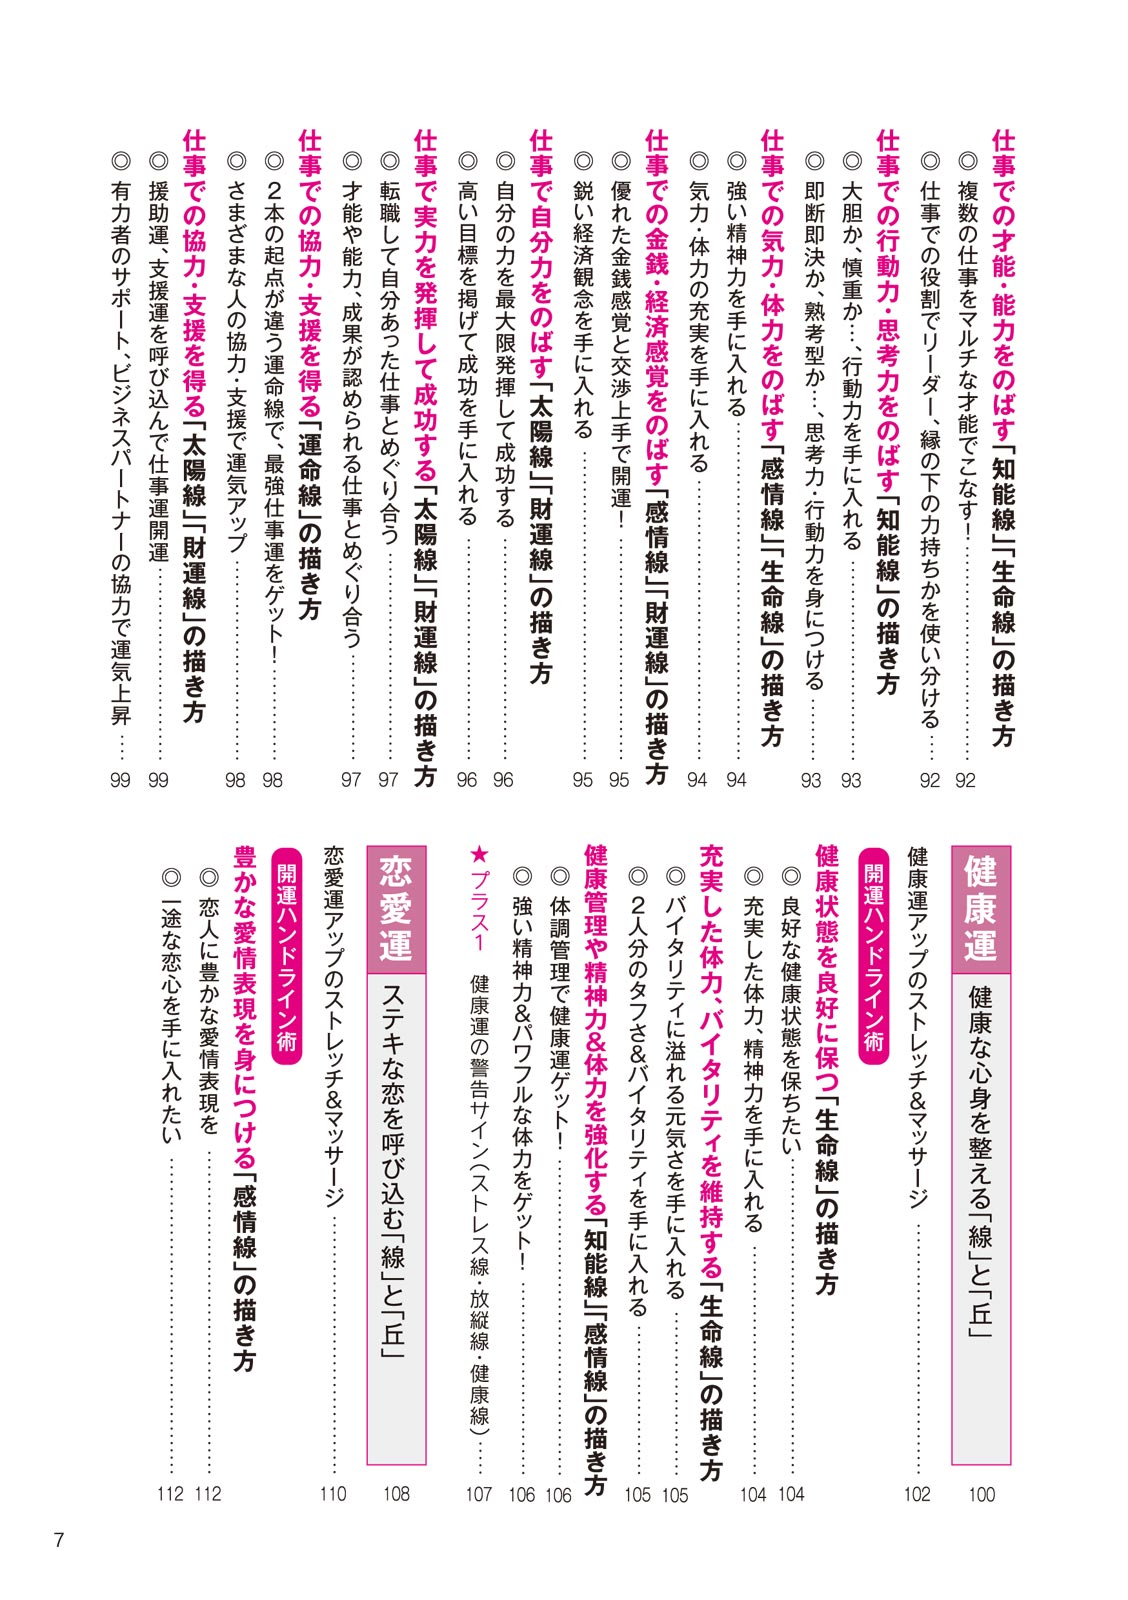 仕事での才能・能力をのばす「知能線」「生命線」の描き方
◎ 複数の仕事をマルチな才能でこなす！ …… 92
◎ 仕事での役割でリーダー、縁の下の力持ちかを使い分ける … 92
仕事での行動力・思考力をのばす「知能線」の描き方
◎ 大胆か、慎重か…、行動力を手に入れる …… 93
◎ 即断即決か、熟考型か…、思考力・行動力を身につける …… 93
仕事での気力・体力をのばす「感情線」「生命線」の描き方
◎ 強い精神力を手に入れる …… 94
◎ 気力・体力の充実を手に入れる …… 94
仕事での金銭・経済感覚をのばす「感情線」「財運線」の描き方
◎ 優れた金銭感覚と交渉上手で開運！ …… 95
◎ 鋭い経済観念を手に入れる …… 95
仕事で自分力をのばす「太陽線」「財運線」の描き方
◎ 自分の力を最大限発揮して成功する …… 96
◎ 高い目標を掲げて成功を手に入れる …… 96
仕事で実力を発揮して成功する「太陽線」「財運線」の描き方
◎ 転職して自分あった仕事とめぐり合う …… 97
◎ 才能や能力、成果が認められる仕事とめぐり合う …… 97
仕事での協力・支援を得る「運命線」の描き方
◎ 2本の起点が違う運命線で、最強仕事運をゲット！ …… 98
◎ さまざまな人の協力・支援で運気アップ …… 98
仕事での協力・支援を得る「太陽線」「財運線」の描き方
◎ 援助運、支援運を呼び込んで仕事運開運 …… 99
◎ 有力者のサポート、ビジネスパートナーの協力で運気上昇 … 99
健康運 健康な心身を整える「線」と「丘」 100
健康運アップのストレッチ＆マッサージ …… 102
開運ハンドライン術
健康状態を良好に保つ「生命線」の描き方
◎ 良好な健康状態を保ちたい …… 104
◎ 充実した体力、精神力を手に入れる …… 104
充実した体力、バイタリティを維持する「生命線」の描き方
◎ バイタリティに溢れる元気さを手に入れる …… 105
◎ 2人分のタフさ＆バイタリティを手に入れる …… 105
健康管理や精神力＆体力を強化する「知能線」「感情線」の描き方
◎ 体調管理で健康運ゲット！ …… 106
◎ 強い精神力＆パワフルな体力をゲット！ …… 106
★ プラス1 健康運の警告サイン（ストレス線・放縦線・健康線） …… 107
恋愛運 ステキな恋を呼び込む「線」と「丘」 108
恋愛運アップのストレッチ＆マッサージ …… 110
開運ハンドライン術
豊かな愛情表現を身につける「感情線」の描き方
◎ 恋人に豊かな愛情表現を …… 112
◎ 一途な恋心を手に入れたい …… 112
7